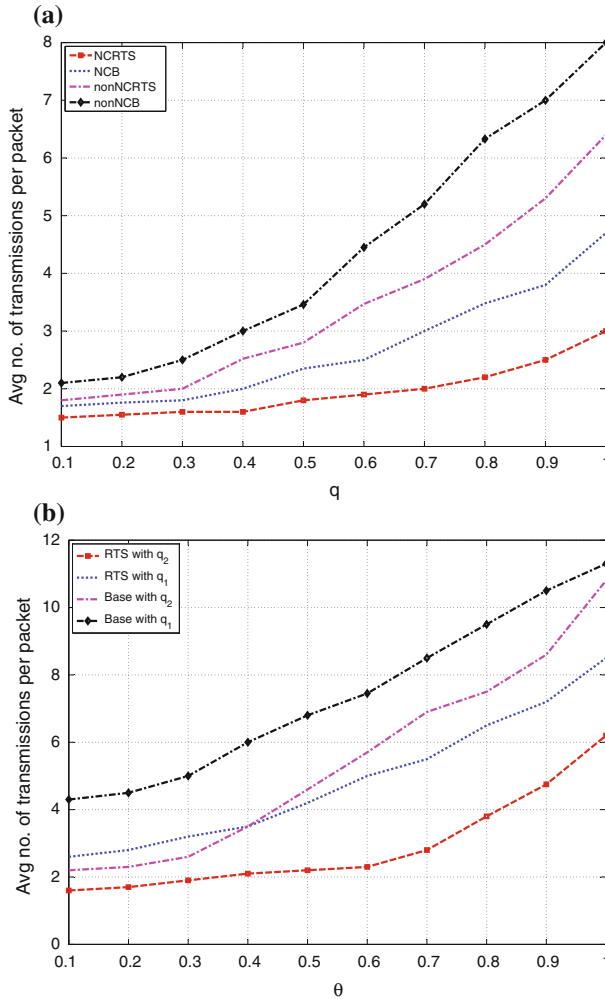 (a)
8
7
6
5
4
3
2
1
Avg no. of transmissions per packet
NCRTS
NCB
nonNCRTS
nonNCB
0.1 0.2 0.3 0.4 0.5 0.6 0.7 0.8 0.9 1
q
(b)
12
10
8
6
4
2
0
Avg no. of transmissions per packet
RTS with q₂
RTS with q₁
Base with q₂
Base with q₁
0.1 0.2 0.3 0.4 0.5 0.6 0.7 0.8 0.9 1
θ